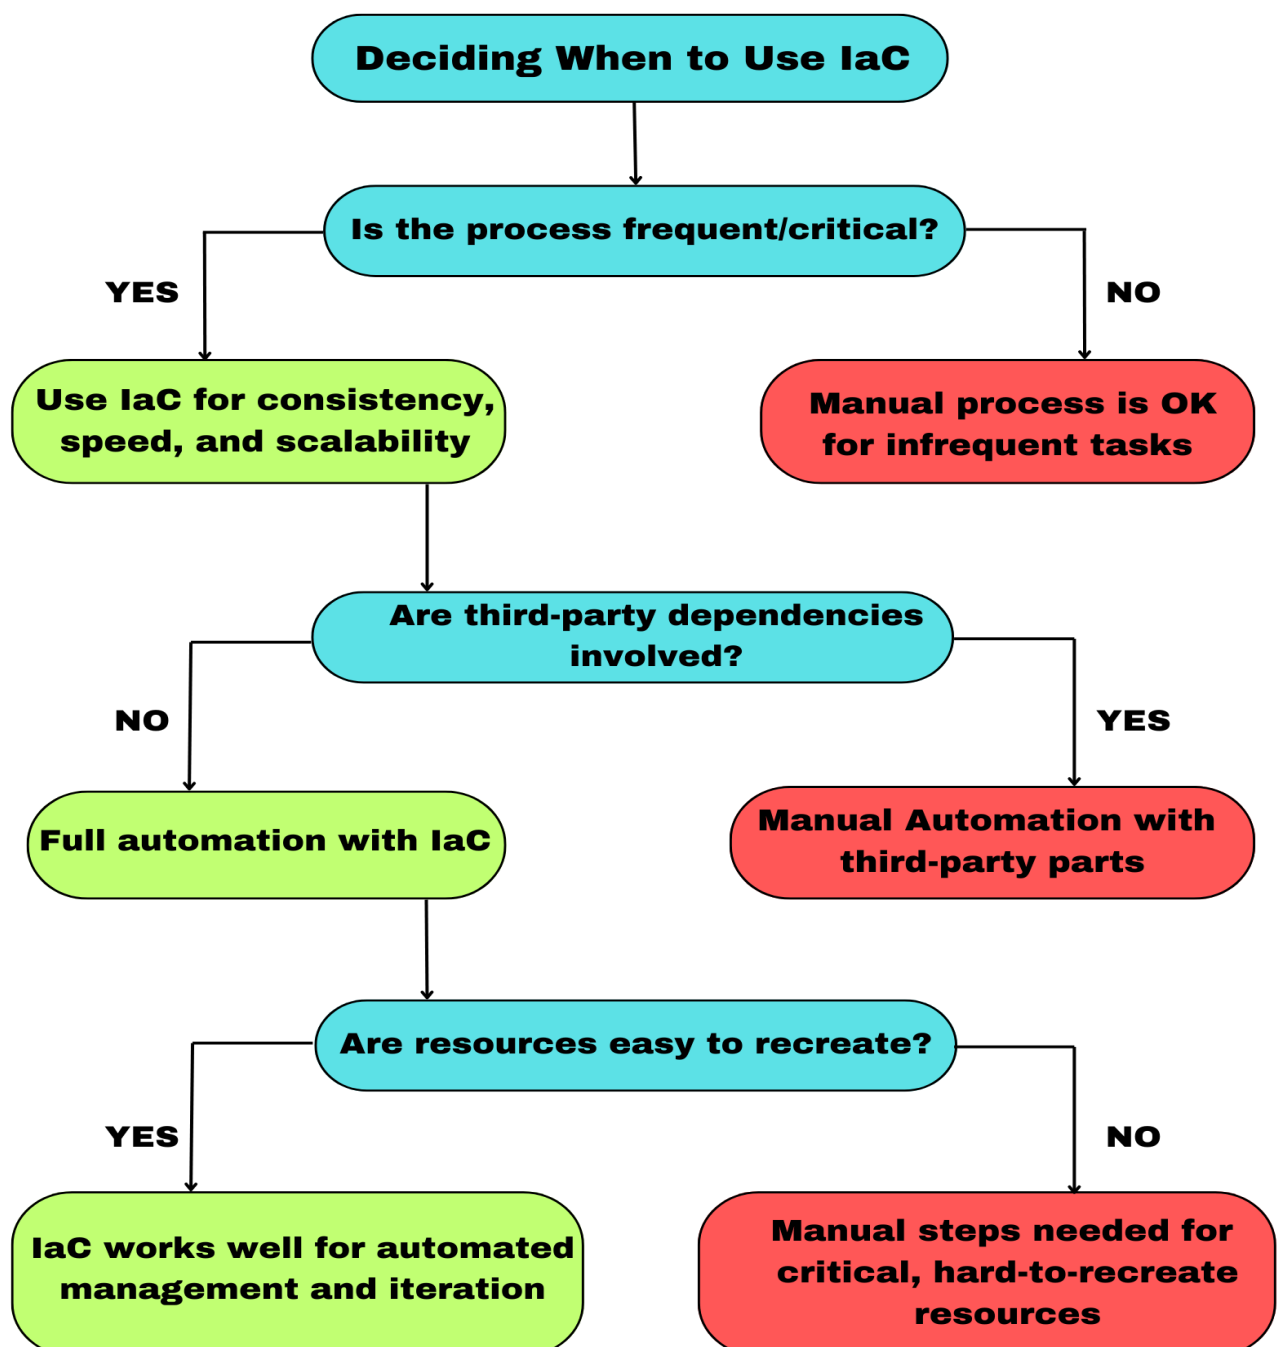 Deciding When to Use IaC
Is the process frequent/critical?
YES
NO
Use IaC for consistency,
speed, and scalability
Manual process is OK
for infrequent tasks
Are third-party dependencies
involved?
NO
YES
Full automation with IaC
Manual Automation with
third-party parts
Are resources easy to recreate?
YES
NO
IaC works well for automated
management and iteration
Manual steps needed for
critical, hard-to-recreate
resources